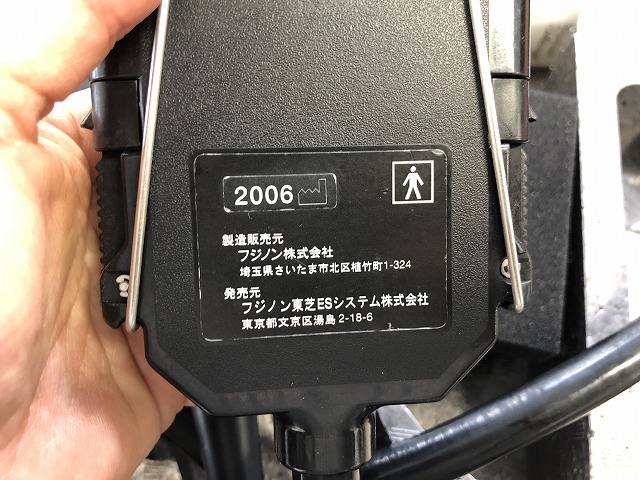 2006
製造販売元
フジノン株式会社
埼玉県さいたま市北区植竹町1-324
発売元
フジノン東芝ESシステム株式会社
東京都文京区湯島2-18-6